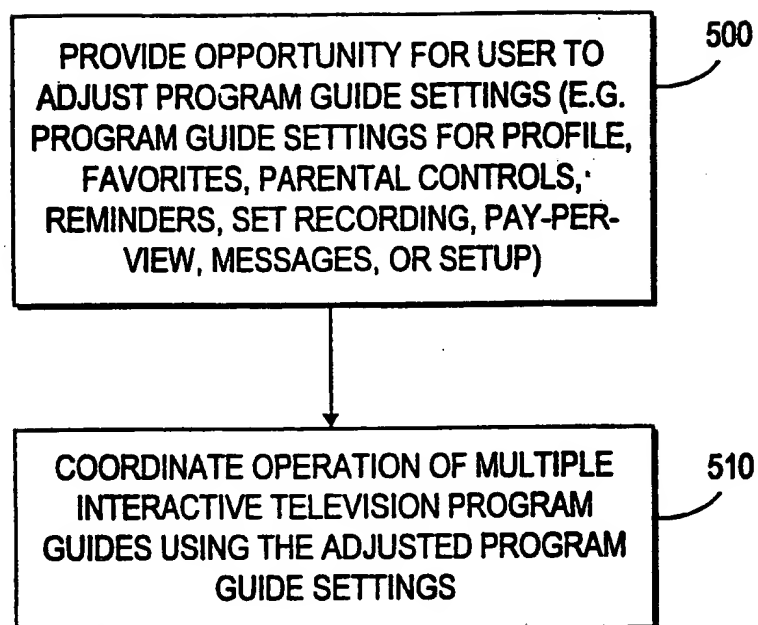 PROVIDE OPPORTUNITY FOR USER TO
ADJUST PROGRAM GUIDE SETTINGS (E.G.
PROGRAM GUIDE SETTINGS FOR PROFILE,
FAVORITES, PARENTAL CONTROLS,
REMINDERS, SET RECORDING, PAY-PER-
VIEW, MESSAGES, OR SETUP)
500
COORDINATE OPERATION OF MULTIPLE
INTERACTIVE TELEVISION PROGRAM
GUIDES USING THE ADJUSTED PROGRAM
GUIDE SETTINGS
510